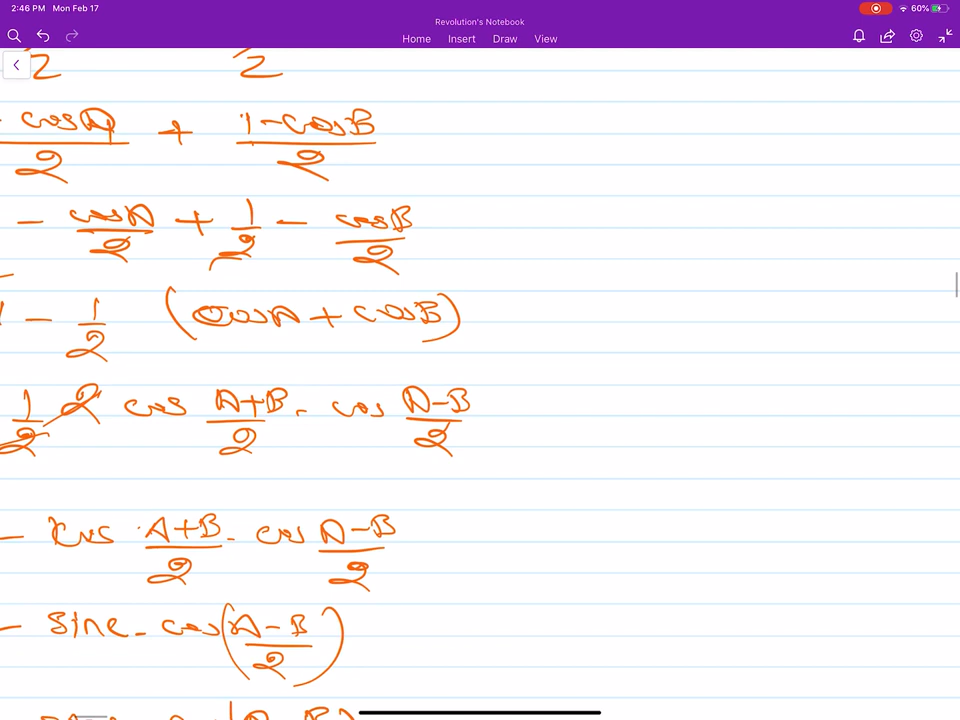 2:46 PM Mon Feb 17
60%
Revolution's Notebook
Home Insert Draw View
2 2
cosA/2 + 1-cosB/2
- cosA/2 + 1/2 - cosB/2
- 1/2 (cosA + cosB)
1/2 2 cos A+B/2 . cos A-B/2
- cos A+B/2 . cos A-B/2
- Sine . cos(A-B/2)